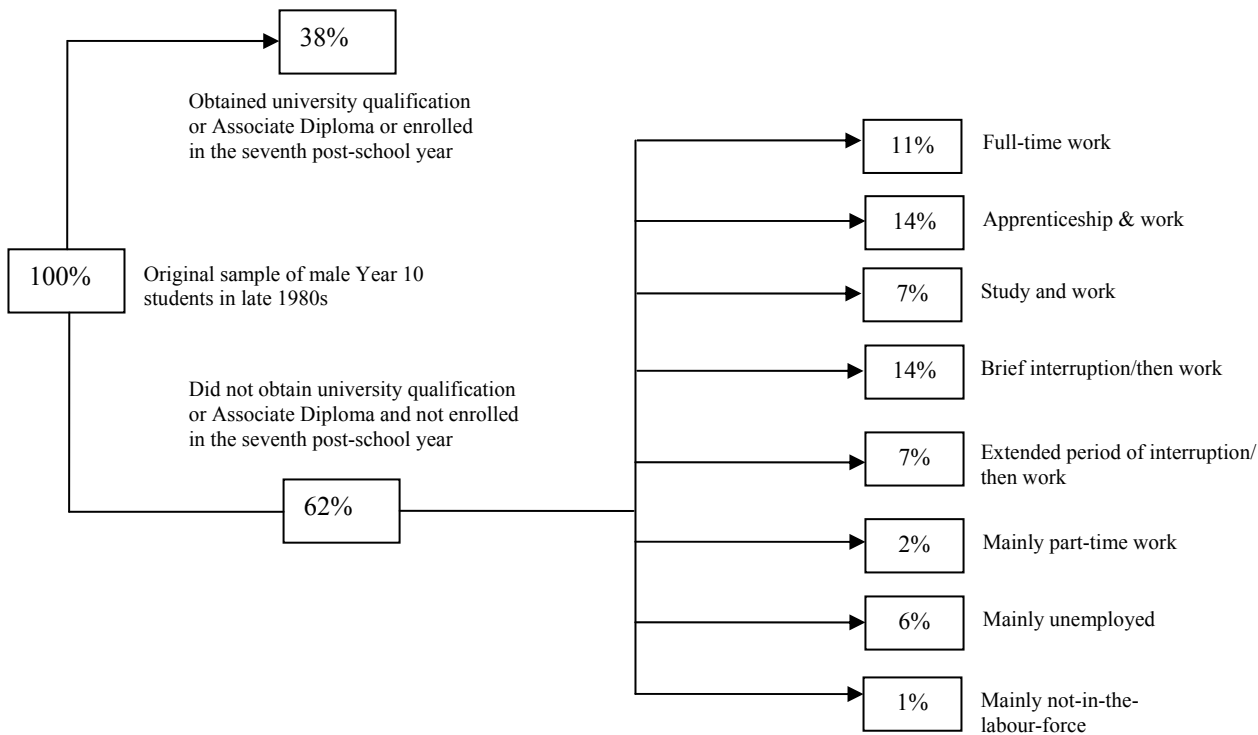 38%
Obtained university qualification
or Associate Diploma or enrolled
in the seventh post-school year
100%
Original sample of male Year 10
students in late 1980s
Did not obtain university qualification
or Associate Diploma and not enrolled
in the seventh post-school year
62%
11%
Full-time work
14%
Apprenticeship & work
7%
Study and work
14%
Brief interruption/then work
7%
Extended period of interruption/
then work
2%
Mainly part-time work
6%
Mainly unemployed
1%
Mainly not-in-the-
labour-force